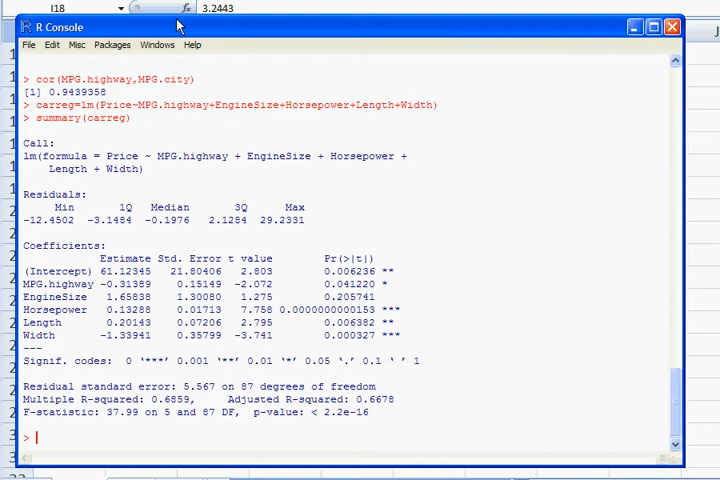 I18 fx 3.2443
R Console
File Edit Misc Packages Windows Help
> cor(MPG.highway,MPG.city)
[1] 0.9439358
> carreg=lm(Price~MPG.highway+EngineSize+Horsepower+Length+Width)
> summary(carreg)
Call:
lm(formula = Price ~ MPG.highway + EngineSize + Horsepower +
Length + Width)
Residuals:
Min 1Q Median 3Q Max
-12.4502 -3.1484 -0.1976 2.1284 29.2331
Coefficients:
Estimate Std. Error t value Pr(>|t|)
(Intercept) 61.12345 21.80406 2.803 0.006236 **
MPG.highway -0.31389 0.15149 -2.072 0.041220 *
EngineSize 1.65838 1.30080 1.275 0.205741
Horsepower 0.13288 0.01713 7.758 0.0000000000153 ***
Length 0.20143 0.07206 2.795 0.006382 **
Width -1.33941 0.35799 -3.741 0.000327 ***
---
Signif. codes: 0 ‘***’ 0.001 ‘**’ 0.01 ‘*’ 0.05 ‘.’ 0.1 ‘ ’ 1
Residual standard error: 5.567 on 87 degrees of freedom
Multiple R-squared: 0.6859, Adjusted R-squared: 0.6678
F-statistic: 37.99 on 5 and 87 DF, p-value: < 2.2e-16
>